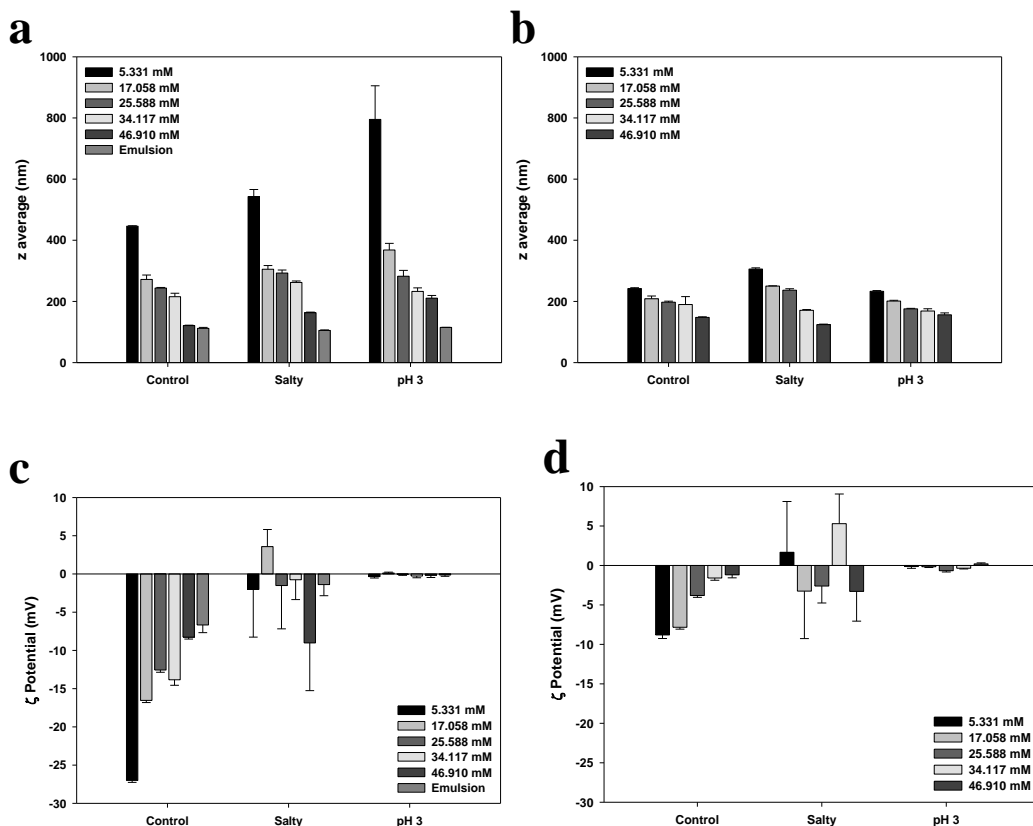 a
z average (nm)
1000
800
600
400
200
0
5.331 mM
17.058 mM
25.588 mM
34.117 mM
46.910 mM
Emulsion
Control Salty pH 3
b
z average (nm)
1000
800
600
400
200
0
5.331 mM
17.058 mM
25.588 mM
34.117 mM
46.910 mM
Control Salty pH 3
c
ζ Potential (mV)
10
5
0
-5
-10
-15
-20
-25
-30
5.331 mM
17.058 mM
25.588 mM
34.117 mM
46.910 mM
Emulsion
Control Salty pH 3
d
ζ Potential (mV)
10
5
0
-5
-10
-15
-20
-25
-30
5.331 mM
17.058 mM
25.588 mM
34.117 mM
46.910 mM
Control Salty pH 3